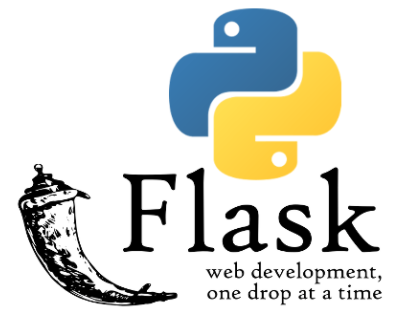 Flask
web development,
one drop at a time